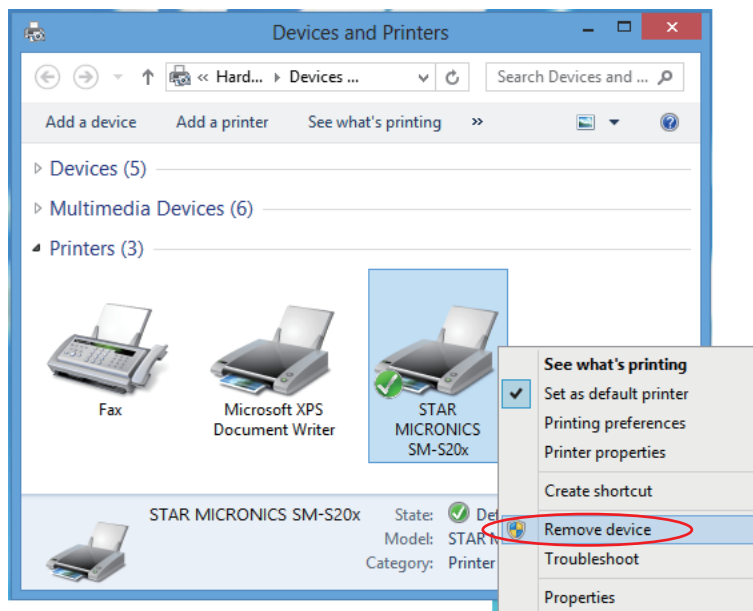 Devices and Printers
« Hard... Devices ...
Search Devices and ...
Add a device Add a printer See what's printing »
Devices (5)
Multimedia Devices (6)
Printers (3)
Fax
Microsoft XPS
Document Writer
STAR
MICRONICS
SM-S20x
See what's printing
Set as default printer
Printing preferences
Printer properties
Create shortcut
Remove device
Troubleshoot
Properties
STAR MICRONICS SM-S20x State: De
Model: STAR
Category: Printer